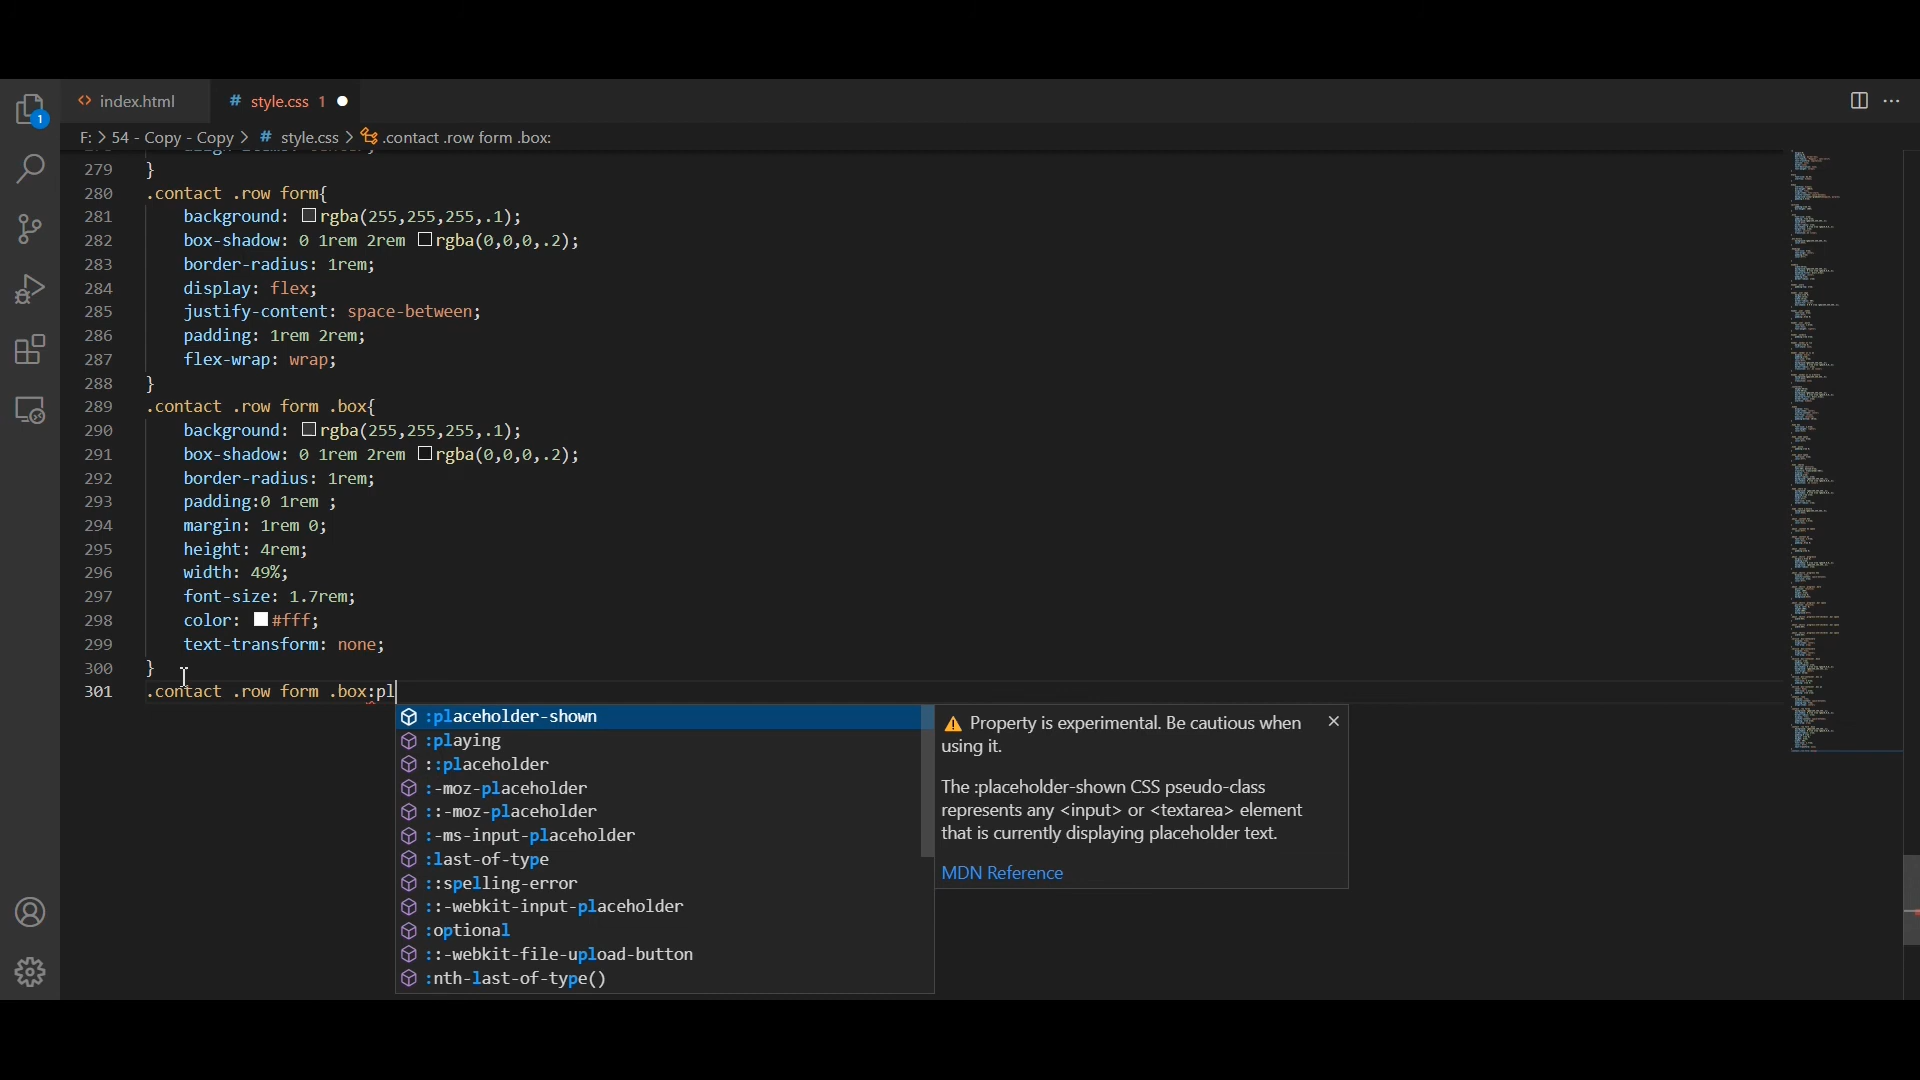 index.html
# style.css 1
F: > 54 - Copy - Copy > # style.css > .contact .row form .box:
1
279 }
280 .contact .row form{
281 background: rgba(255,255,255,.1);
282 box-shadow: 0 1rem 2rem rgba(0,0,0,.2);
283 border-radius: 1rem;
284 display: flex;
285 justify-content: space-between;
286 padding: 1rem 2rem;
287 flex-wrap: wrap;
288 }
289 .contact .row form .box{
290 background: rgba(255,255,255,.1);
291 box-shadow: 0 1rem 2rem rgba(0,0,0,.2);
292 border-radius: 1rem;
293 padding:0 1rem ;
294 margin: 1rem 0;
295 height: 4rem;
296 width: 49%;
297 font-size: 1.7rem;
298 color: #fff;
299 text-transform: none;
300 }
301 .contact .row form .box:pl
:placeholder-shown
:playing
::placeholder
:-moz-placeholder
::-moz-placeholder
:-ms-input-placeholder
:last-of-type
::spelling-error
::-webkit-input-placeholder
:optional
::-webkit-file-upload-button
:nth-last-of-type()
Property is experimental. Be cautious when
using it.
The :placeholder-shown CSS pseudo-class
represents any <input> or <textarea> element
that is currently displaying placeholder text.
MDN Reference